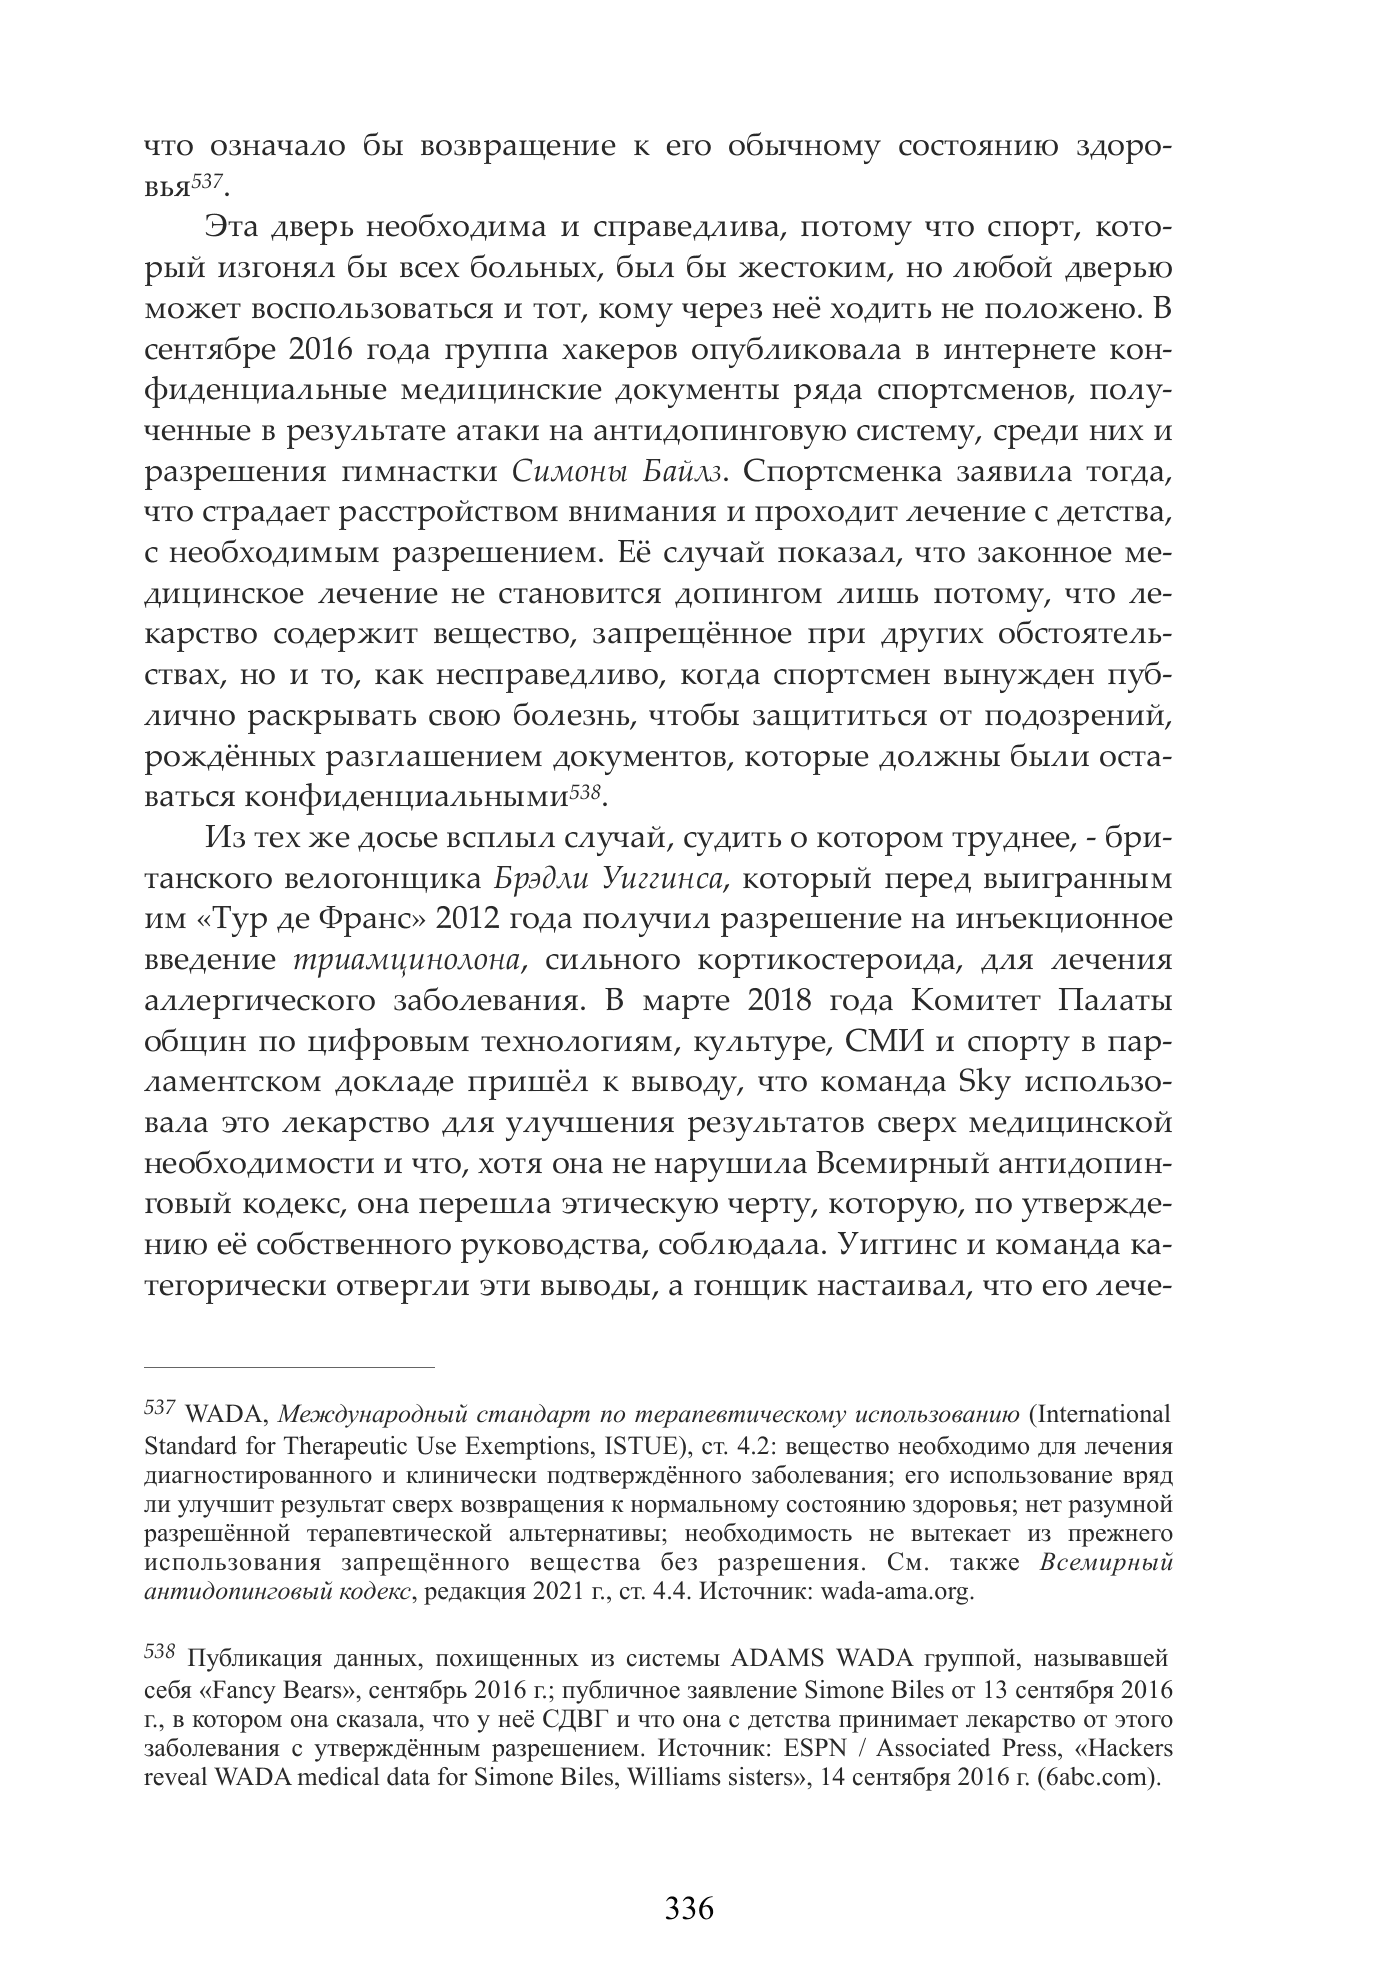 что означало бы возвращение к его обычному состоянию здоро-
вья537.
Эта дверь необходима и справедлива, потому что спорт, кото-
рый изгонял бы всех больных, был бы жестоким, но любой дверью
может воспользоваться и тот, кому через неё ходить не положено. В
сентябре 2016 года группа хакеров опубликовала в интернете кон-
фиденциальные медицинские документы ряда спортсменов, полу-
ченные в результате атаки на антидопинговую систему, среди них и
разрешения гимнастки Симоны Байлз. Спортсменка заявила тогда,
что страдает расстройством внимания и проходит лечение с детства,
с необходимым разрешением. Её случай показал, что законное ме-
дицинское лечение не становится допингом лишь потому, что ле-
карство содержит вещество, запрещённое при других обстоятель-
ствах, но и то, как несправедливо, когда спортсмен вынужден пуб-
лично раскрывать свою болезнь, чтобы защититься от подозрений,
рождённых разглашением документов, которые должны были оста-
ваться конфиденциальными538.
Из тех же досье всплыл случай, судить о котором труднее, - бри-
танского велогонщика Брэдли Уиггинса, который перед выигранным
им «Тур де Франс» 2012 года получил разрешение на инъекционное
введение триамцинолона, сильного кортикостероида, для лечения
аллергического заболевания. В марте 2018 года Комитет Палаты
общин по цифровым технологиям, культуре, СМИ и спорту в пар-
ламентском докладе пришёл к выводу, что команда Sky использо-
вала это лекарство для улучшения результатов сверх медицинской
необходимости и что, хотя она не нарушила Всемирный антидопин-
говый кодекс, она перешла этическую черту, которую, по утвержде-
нию её собственного руководства, соблюдала. Уиггинс и команда ка-
тегорически отвергли эти выводы, а гонщик настаивал, что его лече-
537 WADA, Международный стандарт по терапевтическому использованию (International
Standard for Therapeutic Use Exemptions, ISTUE), ст. 4.2: вещество необходимо для лечения
диагностированного и клинически подтверждённого заболевания; его использование вряд
ли улучшит результат сверх возвращения к нормальному состоянию здоровья; нет разумной
разрешённой терапевтической альтернативы; необходимость не вытекает из прежнего
использования запрещённого вещества без разрешения. См. также Всемирный
антидопинговый кодекс, редакция 2021 г., ст. 4.4. Источник: wada-ama.org.
538 Публикация данных, похищенных из системы ADAMS WADA группой, называвшей
себя «Fancy Bears», сентябрь 2016 г.; публичное заявление Simone Biles от 13 сентября 2016
г., в котором она сказала, что у неё СДВГ и что она с детства принимает лекарство от этого
заболевания с утверждённым разрешением. Источник: ESPN / Associated Press, «Hackers
reveal WADA medical data for Simone Biles, Williams sisters», 14 сентября 2016 г. (6abc.com).
336